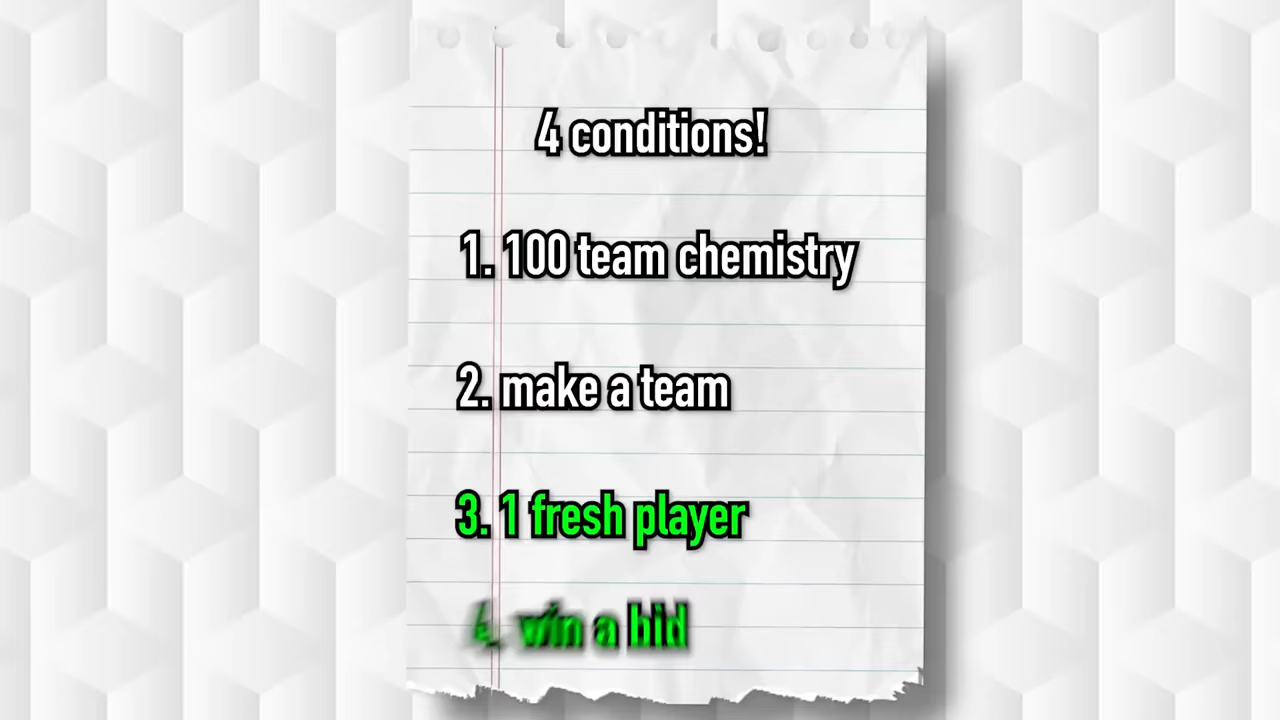 4 conditions!
1. 100 team chemistry
2. make a team
3. 1 fresh player
4. win a bid